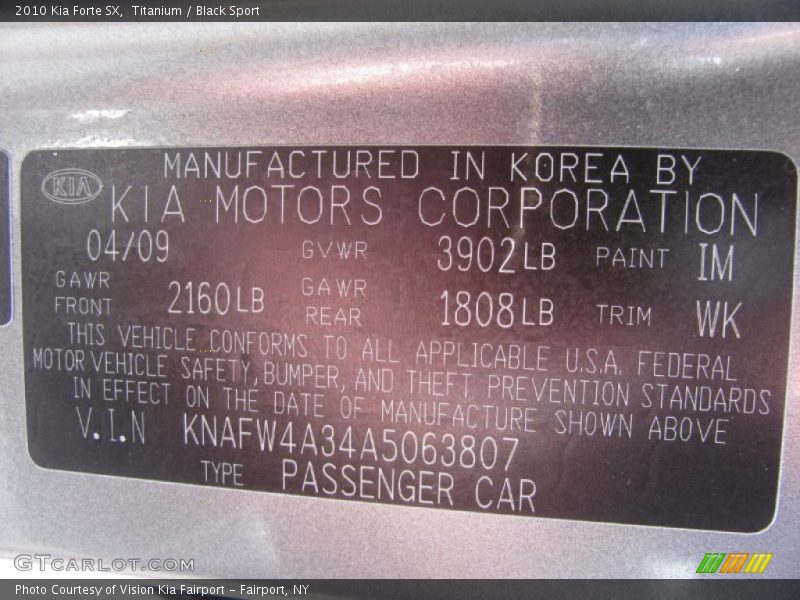 2010 Kia Forte SX, Titanium / Black Sport
MANUFACTURED IN KOREA BY
KIA KIA MOTORS CORPORATION
04/09 GVWR 3902LB PAINT IM
GAWR FRONT 2160LB GAWR REAR 1808LB TRIM WK
THIS VEHICLE CONFORMS TO ALL APPLICABLE U.S.A. FEDERAL
MOTOR VEHICLE SAFETY, BUMPER, AND THEFT PREVENTION STANDARDS
IN EFFECT ON THE DATE OF MANUFACTURE SHOWN ABOVE
V.I.N KNAFW4A34A5063807
TYPE PASSENGER CAR
GTCARLOT.COM
Photo Courtesy of Vision Kia Fairport - Fairport, NY